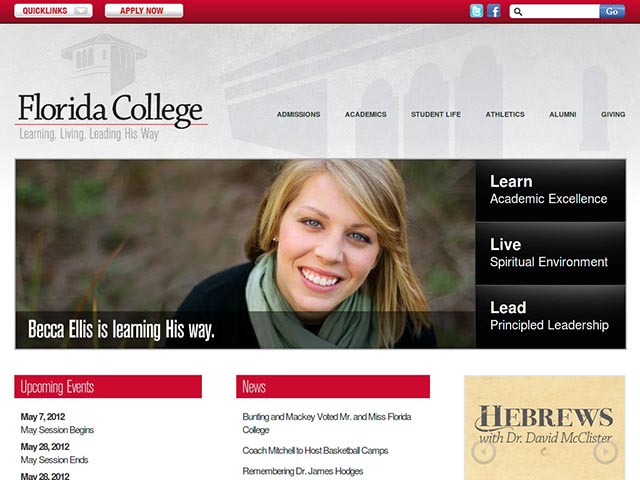 QUICKLINKS
APPLY NOW
Go
Florida College
Learning, Living, Leading His Way
ADMISSIONS
ACADEMICS
STUDENT LIFE
ATHLETICS
ALUMNI
GIVING
Learn
Academic Excellence
Live
Spiritual Environment
Lead
Principled Leadership
Becca Ellis is learning His way.
Upcoming Events
May 7, 2012
May Session Begins
May 28, 2012
May Session Ends
May 28, 2012
News
Bunting and Mackey Voted Mr. and Miss Florida
College
Coach Mitchell to Host Basketball Camps
Remembering Dr. James Hodges
HEBREWS
with Dr. David McClister